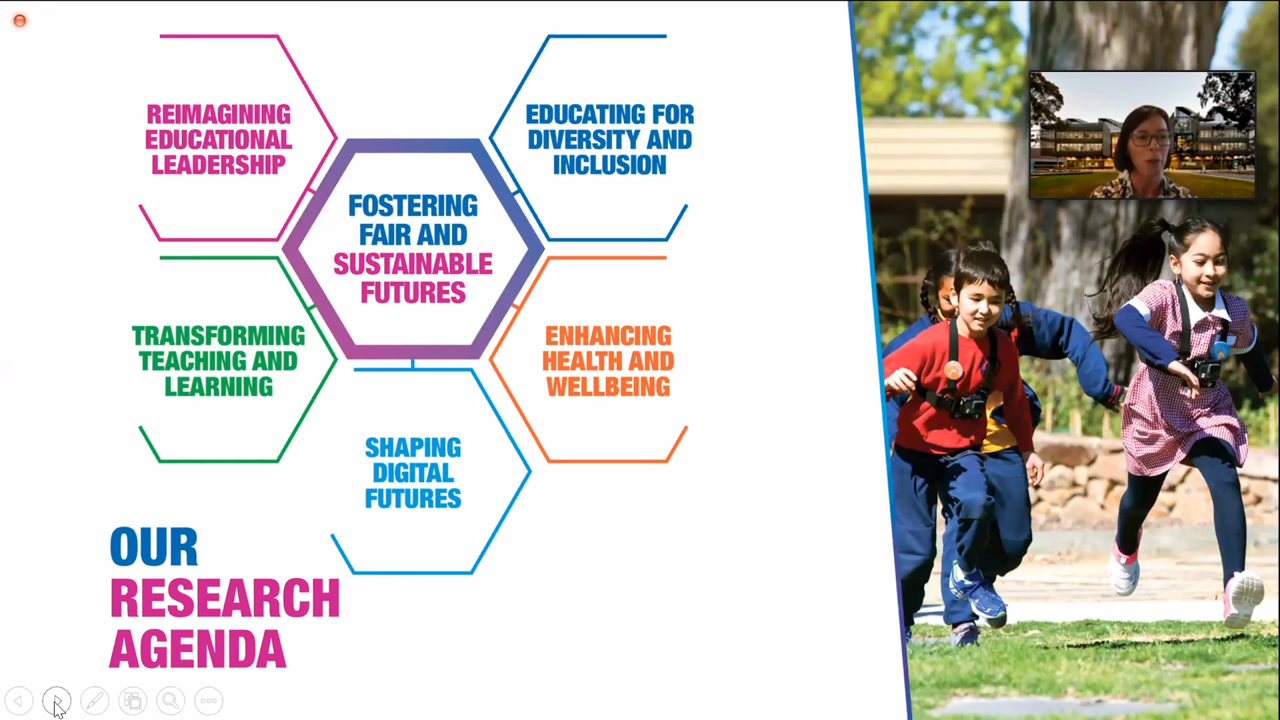 REIMAGINING
EDUCATIONAL
LEADERSHIP
EDUCATING FOR
DIVERSITY AND
INCLUSION
FOSTERING
FAIR AND
SUSTAINABLE
FUTURES
TRANSFORMING
TEACHING AND
LEARNING
ENHANCING
HEALTH AND
WELLBEING
SHAPING
DIGITAL
FUTURES
OUR
RESEARCH
AGENDA